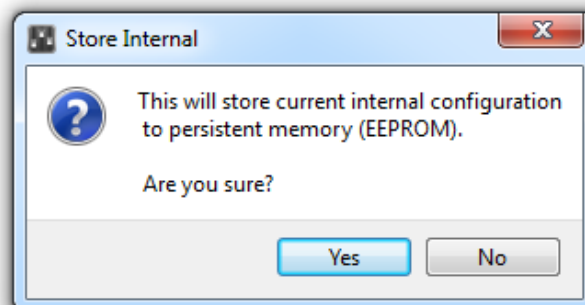 Store Internal
This will store current internal configuration
to persistent memory (EEPROM).
Are you sure?
Yes
No